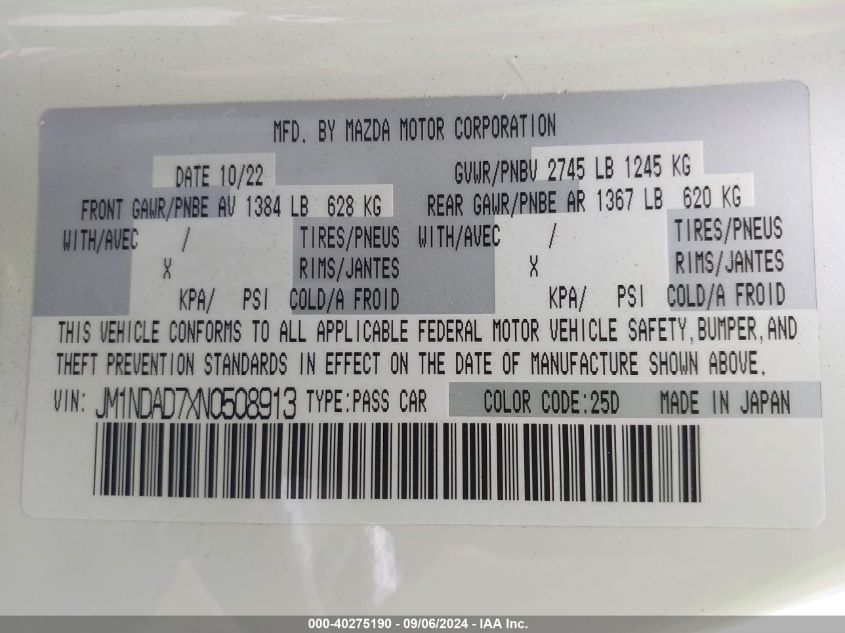 MFD. BY MAZDA MOTOR CORPORATION
DATE 10/22 GVWR/PNBV 2745 LB 1245 KG
FRONT GAWR/PNBE AV 1384 LB 628 KG REAR GAWR/PNBE AR 1367 LB 620 KG
WITH/AVEC / TIRES/PNEUS WITH/AVEC / TIRES/PNEUS
X RIMS/JANTES X RIMS/JANTES
KPA/ PSI COLD/A FROID KPA/ PSI COLD/A FROID
THIS VEHICLE CONFORMS TO ALL APPLICABLE FEDERAL MOTOR VEHICLE SAFETY, BUMPER, AND
THEFT PREVENTION STANDARDS IN EFFECT ON THE DATE OF MANUFACTURE SHOWN ABOVE.
VIN: JM1NDAD7XN0508913 TYPE:PASS CAR COLOR CODE:25D MADE IN JAPAN
000-40275190 - 09/06/2024 - IAA Inc.